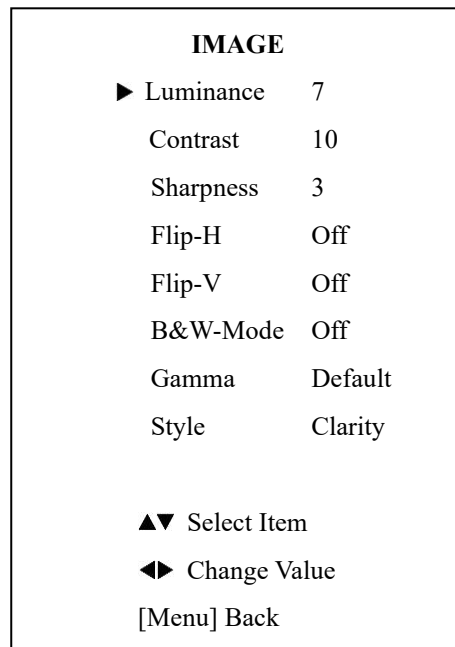 IMAGE
▶ Luminance 7
Contrast 10
Sharpness 3
Flip-H Off
Flip-V Off
B&W-Mode Off
Gamma Default
Style Clarity
▲▼ Select Item
◀▶ Change Value
[Menu] Back